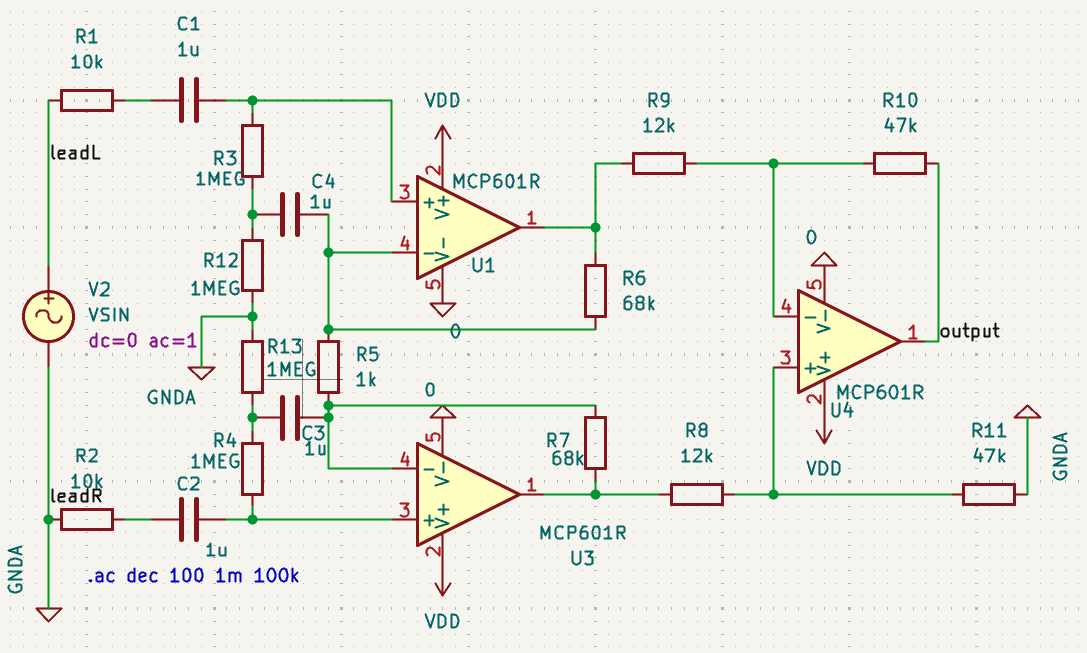 R1
10k
C1
1u
leadL
R3
1MEG
C4
1u
R12
1MEG
V2
VSIN
dc=0 ac=1
GNDA
R13
1MEG
R5
1k
C3
1u
R4
1MEG
R2
10k
leadR
C2
1u
GNDA
.ac dec 100 1m 100k
VDD
2
MCP601R
3
+
V+
4
−
V−
1
U1
5
0
R6
68k
0
5
4
−
V−
3
+
V+
1
2
VDD
MCP601R
U3
R7
68k
R9
12k
R10
47k
0
5
4
−
V−
3
+
V+
1
output
2
MCP601R
U4
VDD
R8
12k
R11
47k
GNDA